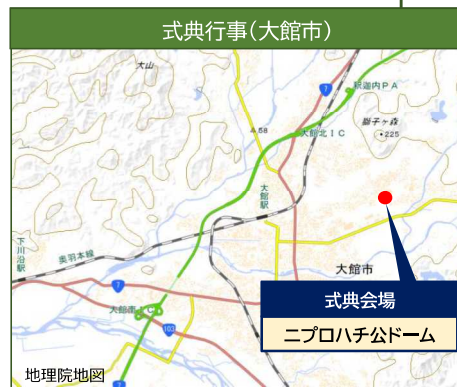 式典行事(大館市)
大山
7
釈迦内PA
獅子ヶ森
・225
58
大館北IC
大館駅
下川沿駅
奥羽本線
大館市
7
大館南IC
103
式典会場
ニプロハチ公ドーム
地理院地図
7